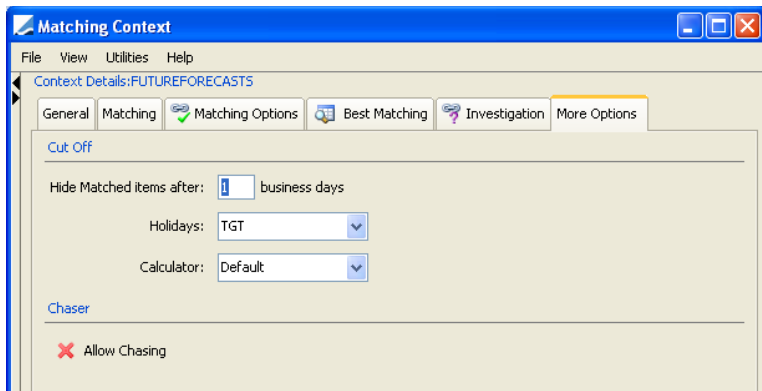 Matching Context
File View Utilities Help
Context Details:FUTUREFORECASTS
General Matching Matching Options Best Matching Investigation More Options
Cut Off
Hide Matched items after: 1 business days
Holidays: TGT
Calculator: Default
Chaser
Allow Chasing